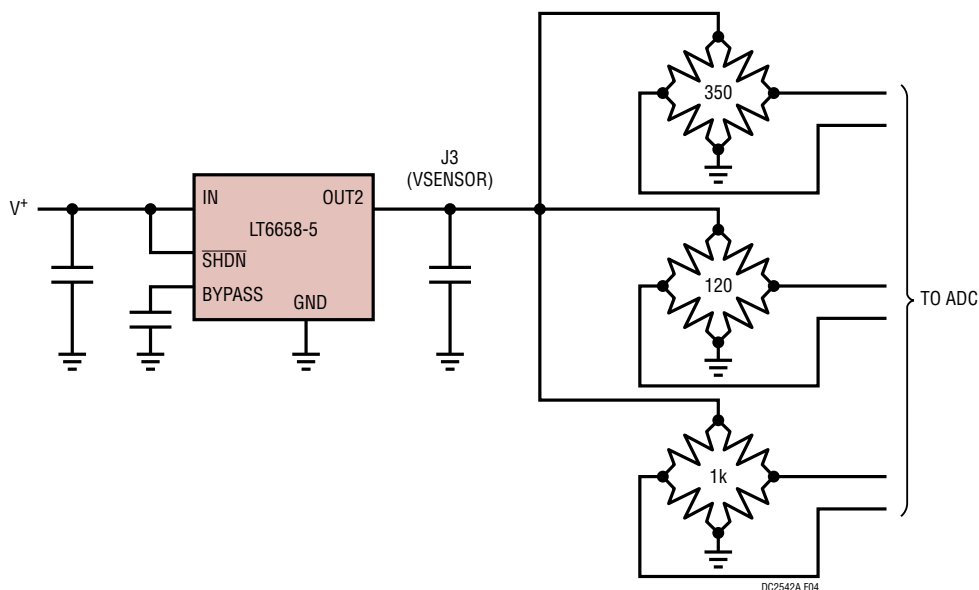 350
J3
(VSENSOR)
V+
IN
OUT2
LT6658-5
SHDN
BYPASS
GND
120
TO ADC
1k
DC2542A F04